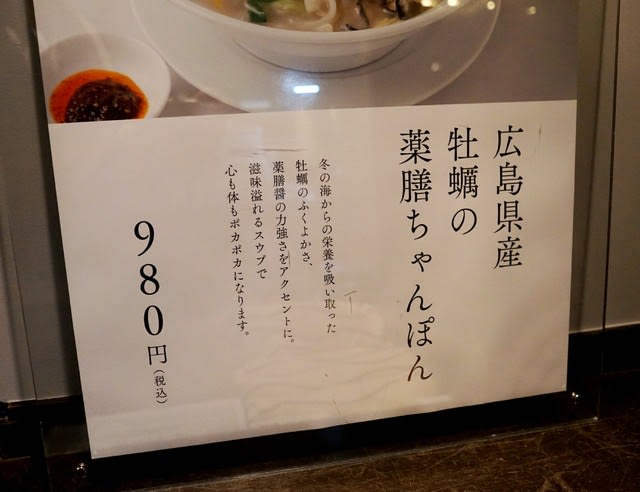 広島県産
牡蠣の
薬膳ちゃんぽん
冬の海からの栄養を吸い取った
牡蠣のふくよかさ、
薬膳醤の力強さをアクセントに。
滋味溢れるスウプで
心も体もポカポカになります。
980円(税込)